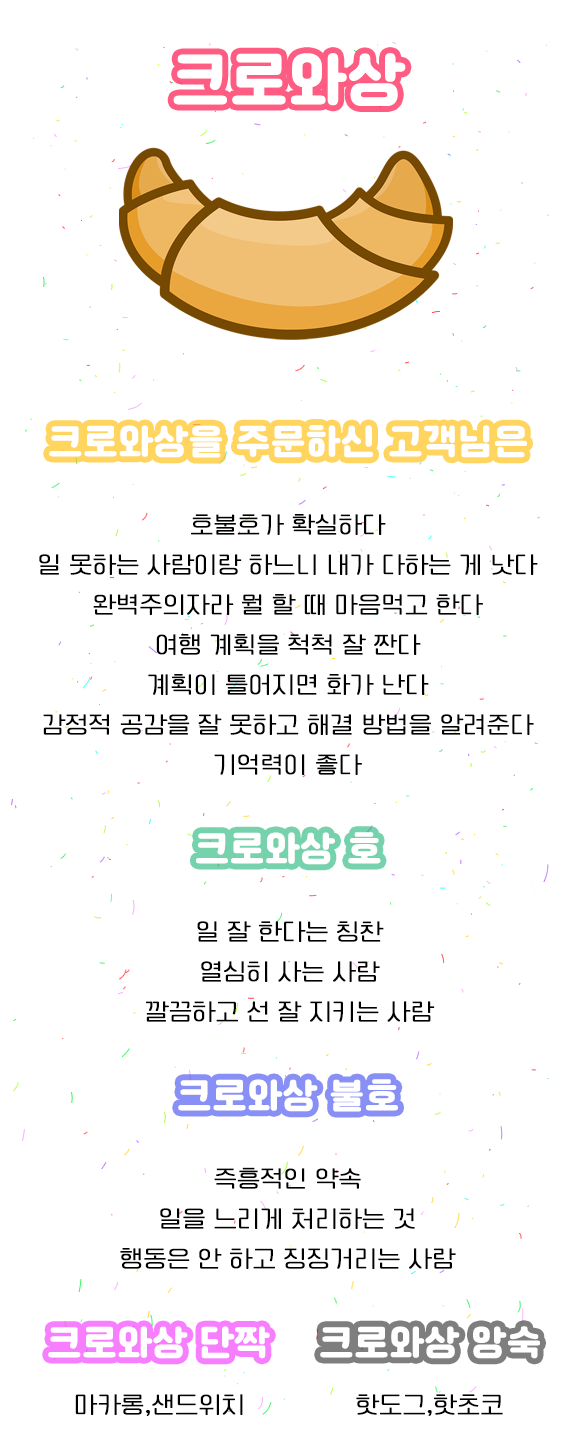 크로와상
크로와상을 주문하신 고객님은
호불호가 확실하다
일 못하는 사람이랑 하느니 내가 다하는 게 낫다
완벽주의자라 뭘 할 때 마음먹고 한다
여행 계획을 척척 잘 짠다
계획이 틀어지면 화가 난다
감정적 공감을 잘 못하고 해결 방법을 알려준다
기억력이 좋다
크로와상 호
일 잘 한다는 칭찬
열심히 사는 사람
깔끔하고 선 잘 지키는 사람
크로와상 불호
즉흥적인 약속
알을 느리게 처리하는 것
행동은 안 하고 징징거리는 사람
크로와상 단짝
마카롱,샌드위치
크로와상 앙숙
핫도그,핫초코